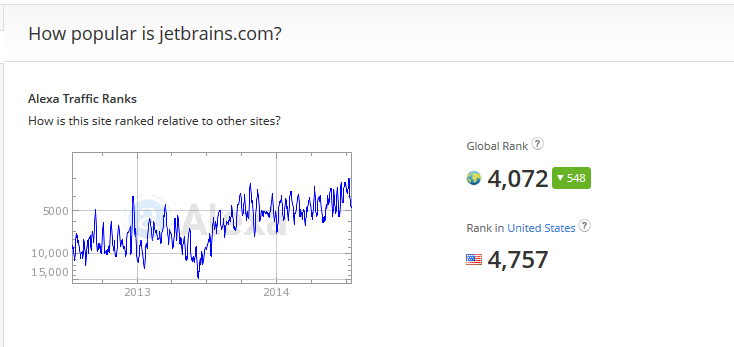 How popular is jetbrains.com?
Alexa Traffic Ranks
How is this site ranked relative to other sites?
Alexa
5000
10,000
15,000
2013
2014
Global Rank ?
4,072 ▼ 548
Rank in United States ?
4,757